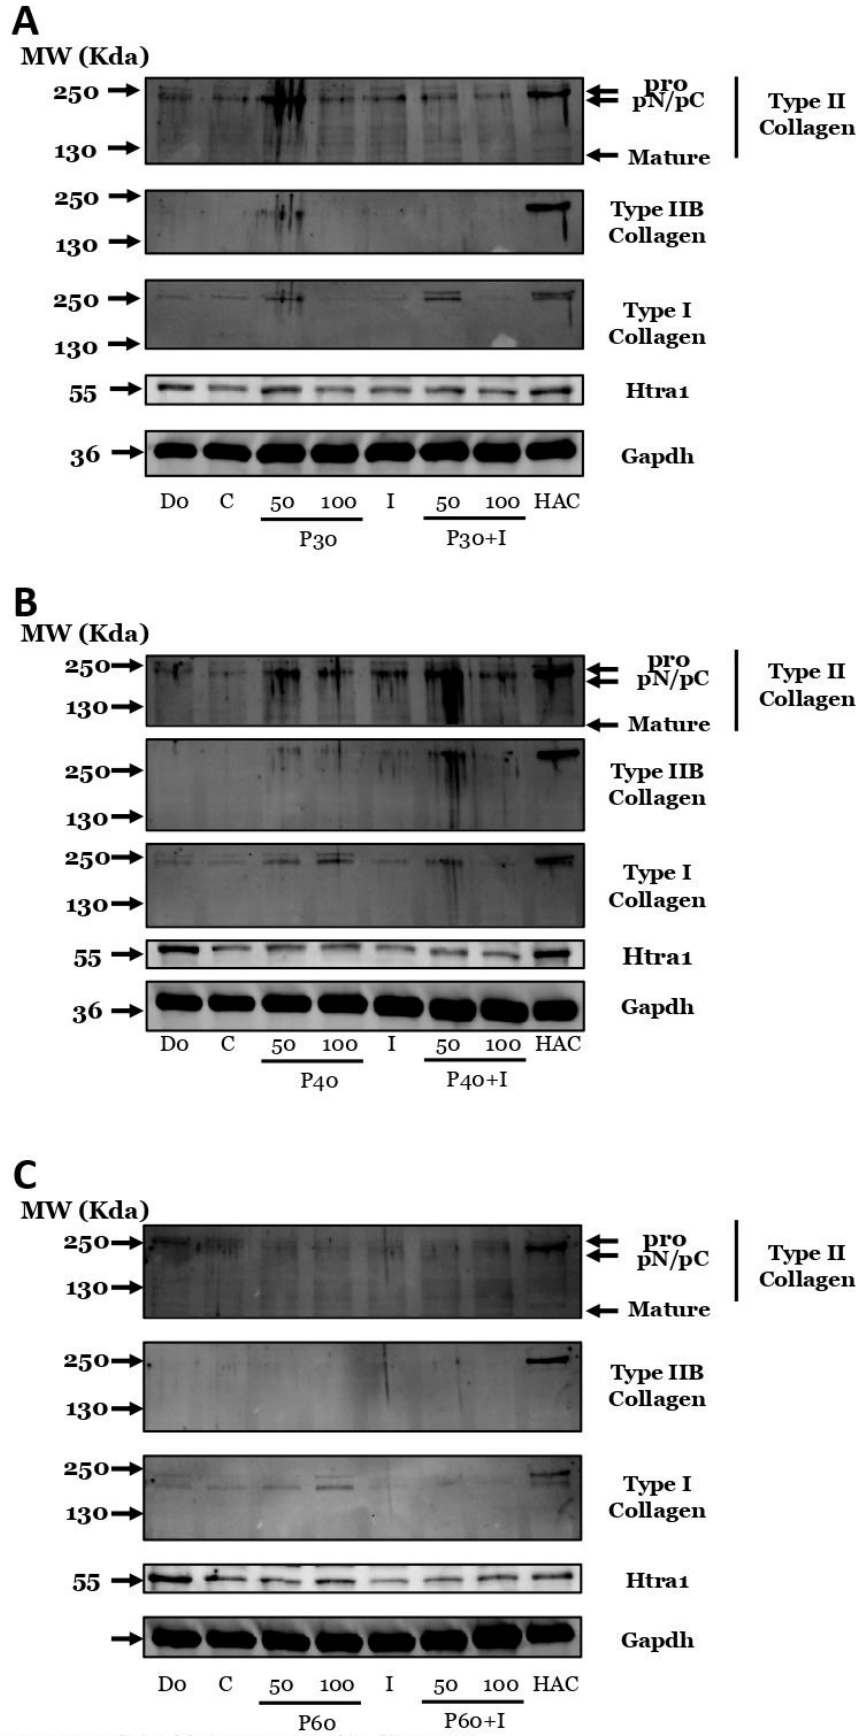 A
MW (Kda)
250
130
pro
pN/pC
Mature
Type II
Collagen
250
130
Type IIB
Collagen
250
130
Type I
Collagen
55
Htra1
36
Gapdh
D0 C 50 100 I 50 100 HAC
P30 P30+I
B
MW (Kda)
250
130
pro
pN/pC
Mature
Type II
Collagen
250
130
Type IIB
Collagen
250
130
Type I
Collagen
55
Htra1
36
Gapdh
D0 C 50 100 I 50 100 HAC
P40 P40+I
C
MW (Kda)
250
130
pro
pN/pC
Mature
Type II
Collagen
250
130
Type IIB
Collagen
250
130
Type I
Collagen
55
Htra1
Gapdh
D0 C 50 100 I 50 100 HAC
P60 P60+I